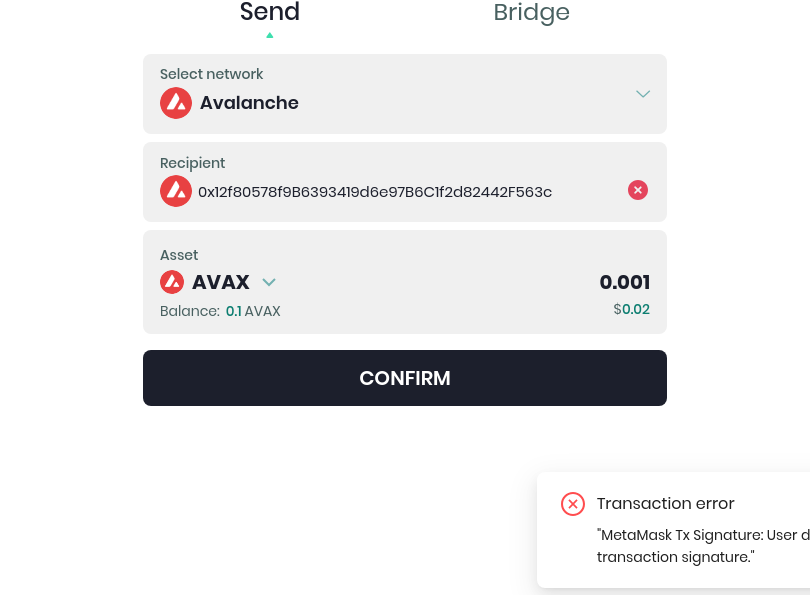 Send
Bridge
Select network
Avalanche
Recipient
0x12f80578f9B6393419d6e97B6C1f2d82442F563c
Asset
AVAX
0.001
Balance: 0.1 AVAX
$0.02
CONFIRM
Transaction error
"MetaMask Tx Signature: User d
transaction signature."